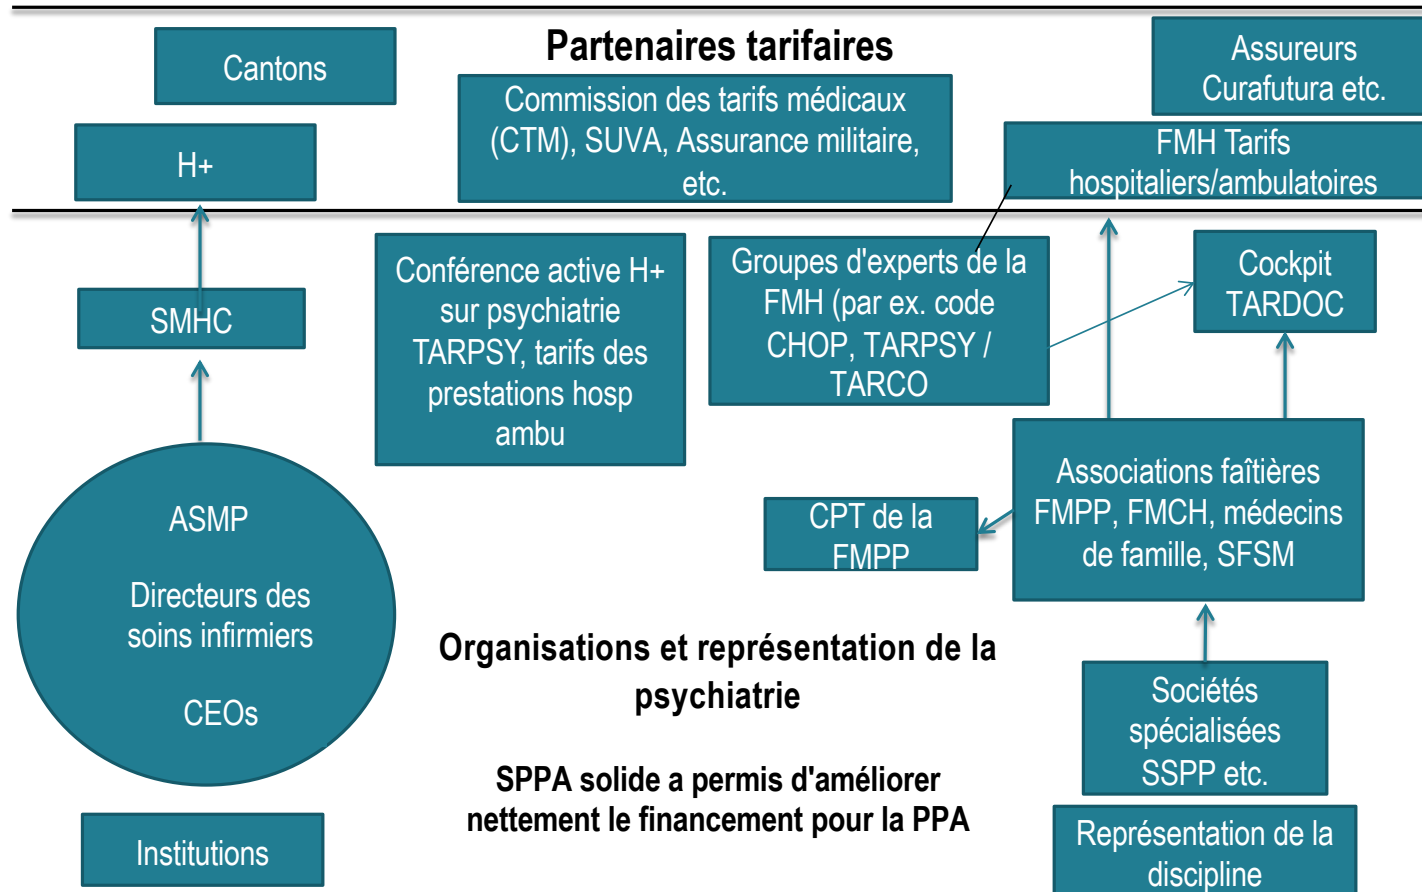 Partenaires tarifaires
Cantons
Commission des tarifs médicaux
(CTM), SUVA, Assurance militaire,
etc.
Assureurs
Curafutura etc.
H+
FMH Tarifs
hospitaliers/ambulatoires
SMHC
Conférence active H+
sur psychiatrie
TARPSY, tarifs des
prestations hosp
ambu
Groupes d'experts de la
FMH (par ex. code
CHOP, TARPSY /
TARCO
Cockpit
TARDOC
ASMP
Directeurs des
soins infirmiers
CEOs
CPT de la
FMPP
Associations faîtières
FMPP, FMCH, médecins
de famille, SFSM
Organisations et représentation de la
psychiatrie
SPPA solide a permis d'améliorer
nettement le financement pour la PPA
Sociétés
spécialisées
SSPP etc.
Institutions
Représentation de la
discipline